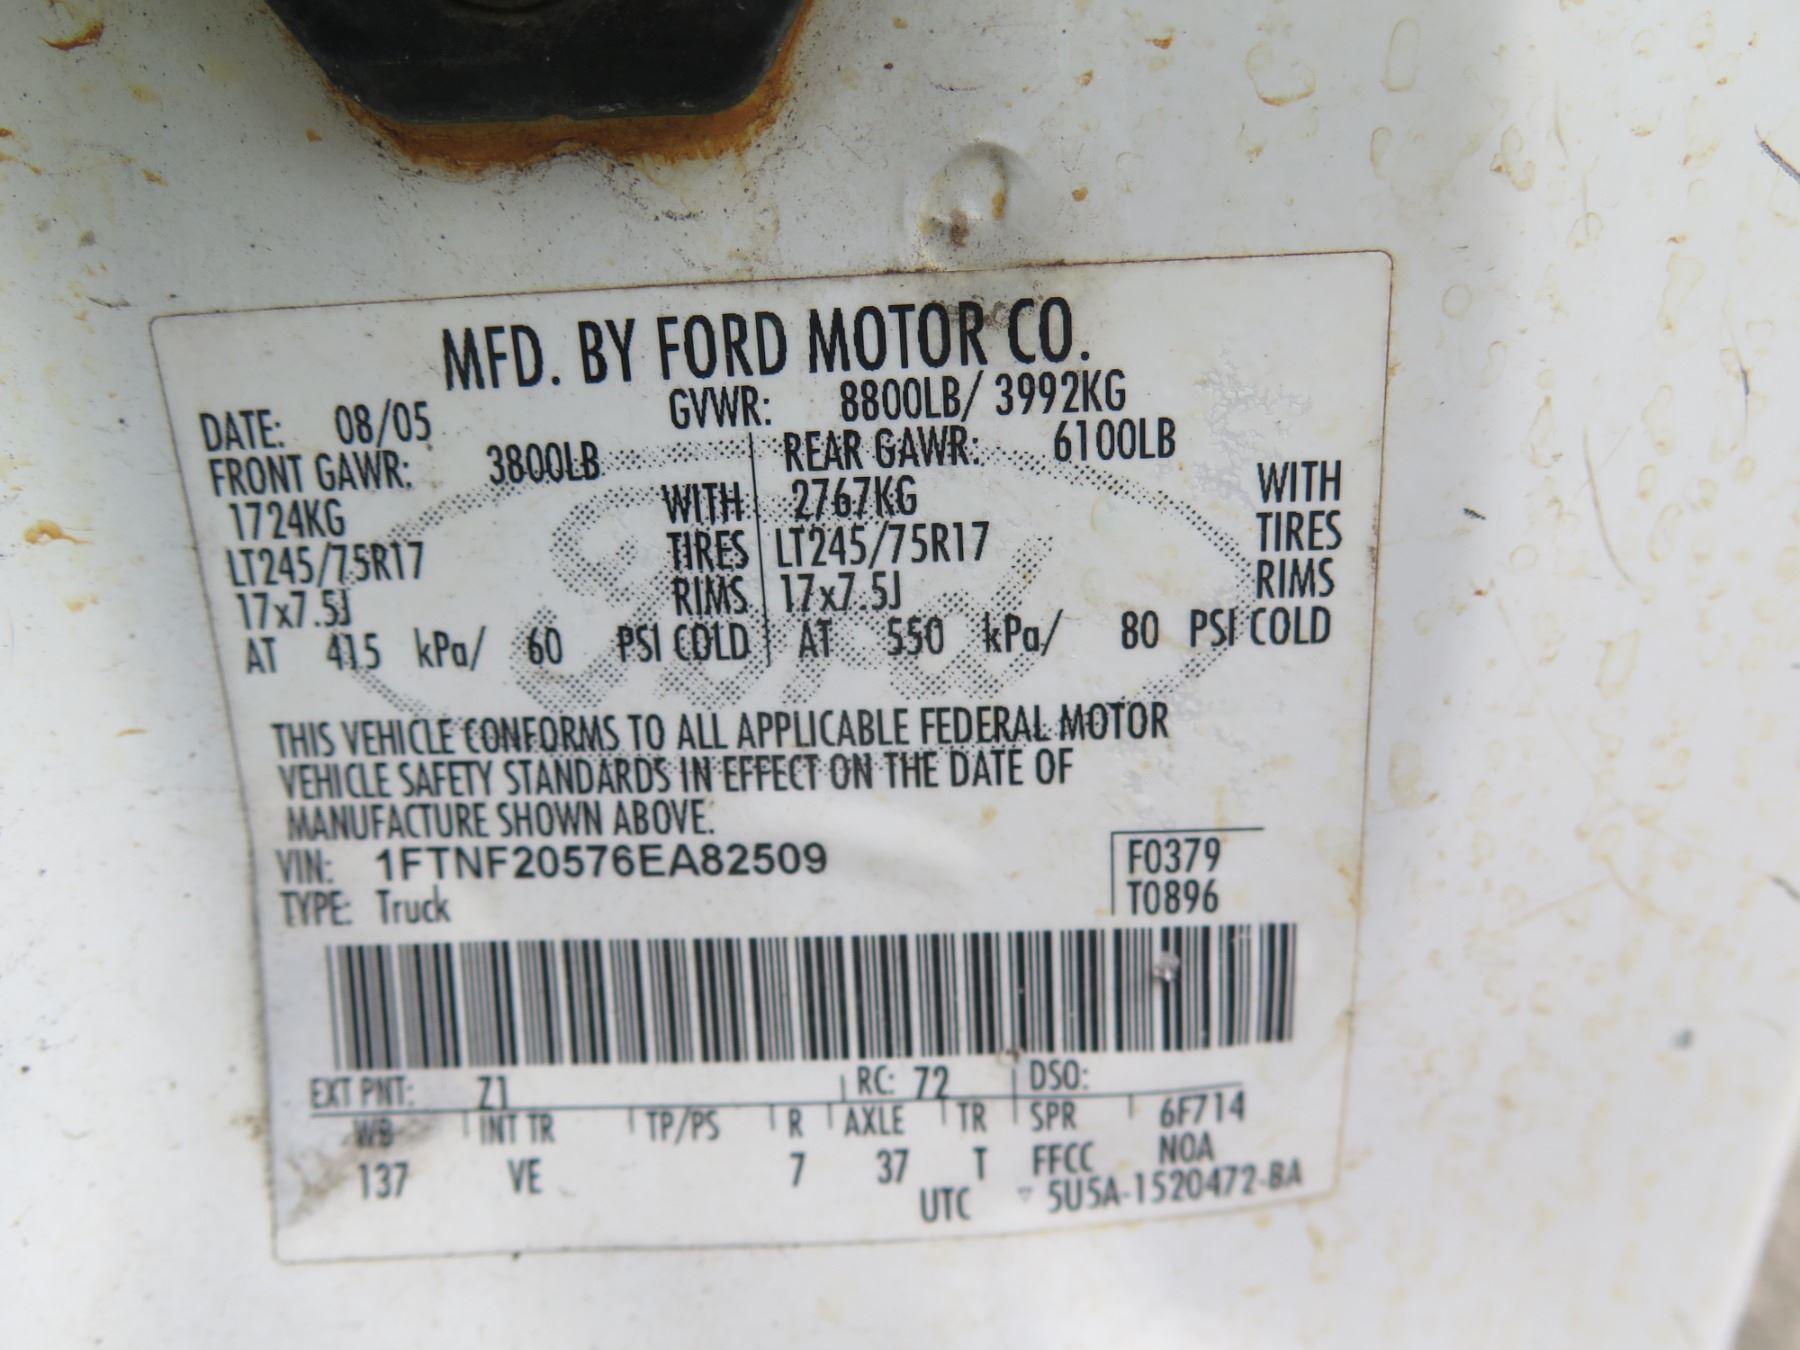 MFD. BY FORD MOTOR CO.
DATE: 08/05 GVWR: 8800LB/ 3992KG
FRONT GAWR: 3800LB REAR GAWR: 6100LB
1724KG WITH 2767KG WITH
LT245/75R17 TIRES LT245/75R17 TIRES
17x7.5J RIMS 17x7.5J RIMS
AT 415 kPa/ 60 PSI COLD AT 550 kPa/ 80 PSI COLD
THIS VEHICLE CONFORMS TO ALL APPLICABLE FEDERAL MOTOR
VEHICLE SAFETY STANDARDS IN EFFECT ON THE DATE OF
MANUFACTURE SHOWN ABOVE.
VIN: 1FTNF20576EA82509 F0379
TYPE: Truck T0896
EXT PNT: Z1 RC: 72 DSO:
WB INT TR TP/PS R AXLE TR SPR 6F714
137 VE 7 37 T FFCC NOA
UTC ▽ 5U5A-1520472-BA